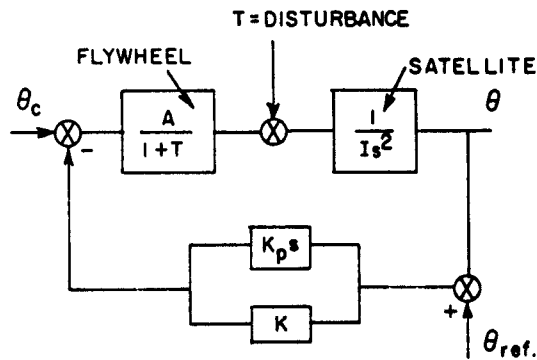 T = DISTURBANCE
FLYWHEEL
SATELLITE
θc
A
1 + T
1
Is²
θ
-
Kps
K
+
θref.